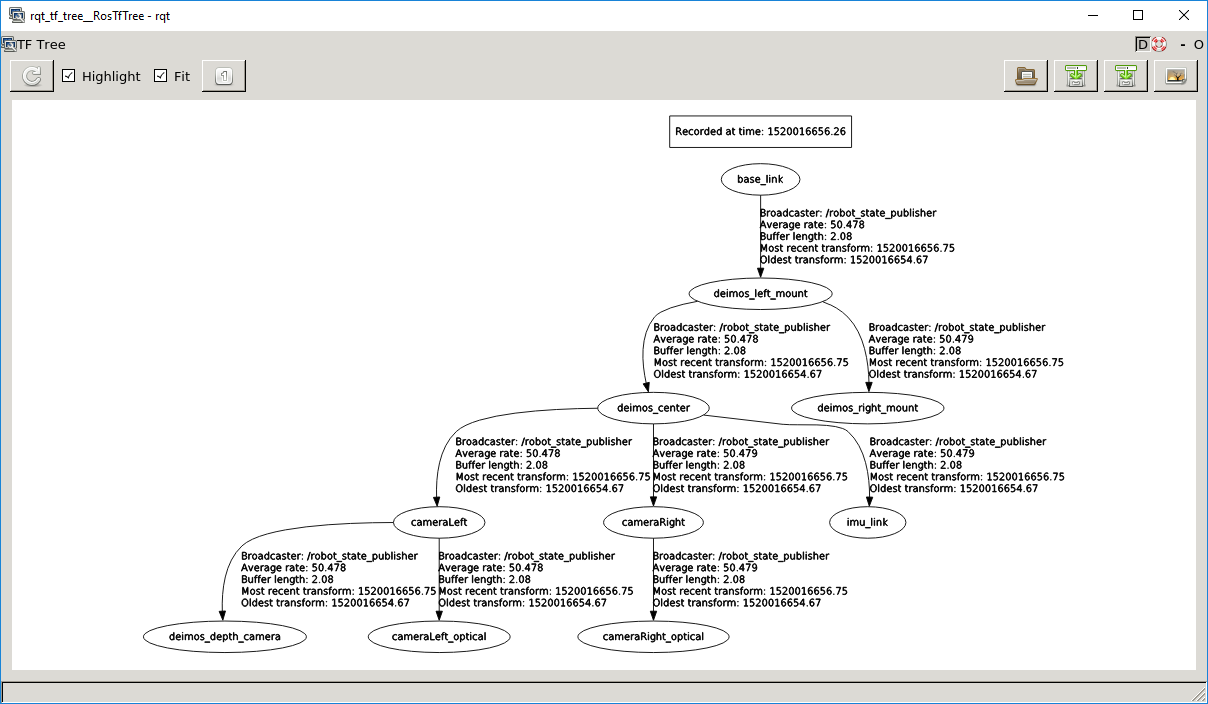 rqt_tf_tree__RosTfTree - rqt
TF Tree
D
- O
Highlight
Fit
1
Recorded at time: 1520016656.26
base_link
Broadcaster: /robot_state_publisher
Average rate: 50.478
Buffer length: 2.08
Most recent transform: 1520016656.75
Oldest transform: 1520016654.67
deimos_left_mount
Broadcaster: /robot_state_publisher
Average rate: 50.478
Buffer length: 2.08
Most recent transform: 1520016656.75
Oldest transform: 1520016654.67
Broadcaster: /robot_state_publisher
Average rate: 50.479
Buffer length: 2.08
Most recent transform: 1520016656.75
Oldest transform: 1520016654.67
deimos_center
deimos_right_mount
Broadcaster: /robot_state_publisher
Average rate: 50.478
Buffer length: 2.08
Most recent transform: 1520016656.75
Oldest transform: 1520016654.67
Broadcaster: /robot_state_publisher
Average rate: 50.479
Buffer length: 2.08
Most recent transform: 1520016656.75
Oldest transform: 1520016654.67
Broadcaster: /robot_state_publisher
Average rate: 50.479
Buffer length: 2.08
Most recent transform: 1520016656.75
Oldest transform: 1520016654.67
cameraLeft
cameraRight
imu_link
Broadcaster: /robot_state_publisher
Average rate: 50.478
Buffer length: 2.08
Most recent transform: 1520016656.75
Oldest transform: 1520016654.67
Broadcaster: /robot_state_publisher
Average rate: 50.478
Buffer length: 2.08
Most recent transform: 1520016656.75
Oldest transform: 1520016654.67
Broadcaster: /robot_state_publisher
Average rate: 50.479
Buffer length: 2.08
Most recent transform: 1520016656.75
Oldest transform: 1520016654.67
deimos_depth_camera
cameraLeft_optical
cameraRight_optical